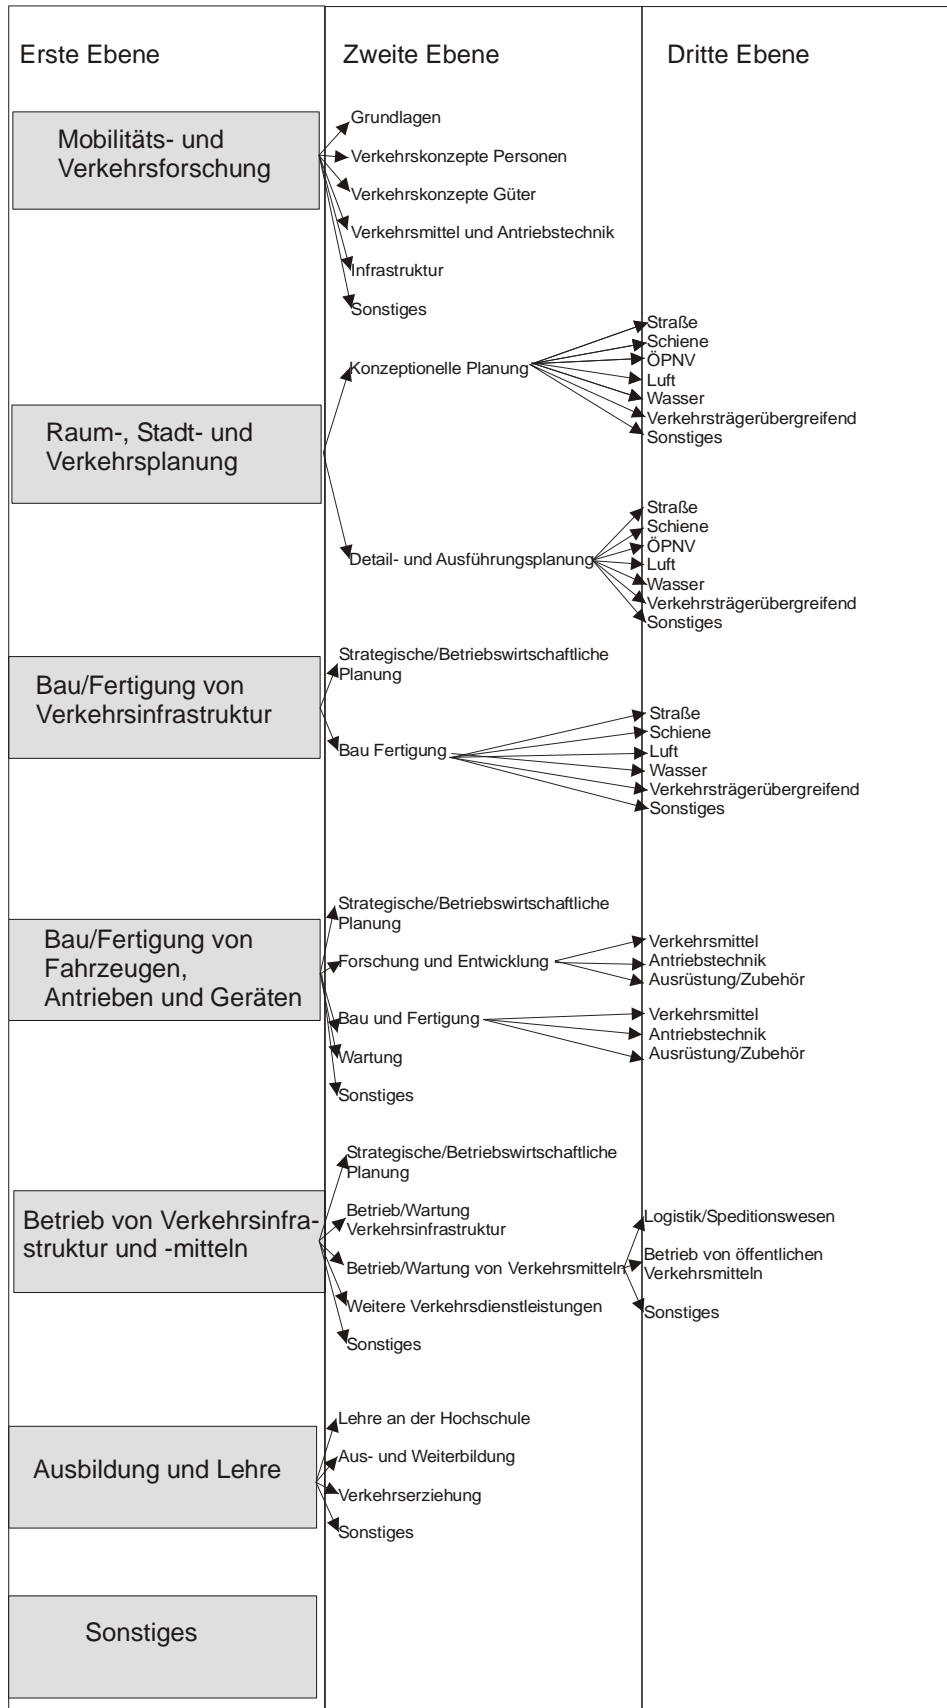 Erste Ebene
Zweite Ebene
Dritte Ebene
Mobilitäts- und
Verkehrsforschung
Grundlagen
Verkehrskonzepte Personen
Verkehrskonzepte Güter
Verkehrsmittel und Antriebstechnik
Infrastruktur
Sonstiges
Raum-, Stadt- und
Verkehrsplanung
Konzeptionelle Planung
Straße
Schiene
ÖPNV
Luft
Wasser
Verkehrsträgerübergreifend
Sonstiges
Detail- und Ausführungsplanung
Straße
Schiene
ÖPNV
Luft
Wasser
Verkehrsträgerübergreifend
Sonstiges
Bau/Fertigung von
Verkehrsinfrastruktur
Strategische/Betriebswirtschaftliche
Planung
Bau Fertigung
Straße
Schiene
Luft
Wasser
Verkehrsträgerübergreifend
Sonstiges
Bau/Fertigung von
Fahrzeugen,
Antrieben und Geräten
Strategische/Betriebswirtschaftliche
Planung
Forschung und Entwicklung
Verkehrsmittel
Antriebstechnik
Ausrüstung/Zubehör
Bau und Fertigung
Verkehrsmittel
Antriebstechnik
Ausrüstung/Zubehör
Wartung
Sonstiges
Betrieb von Verkehrsinfra-
struktur und -mitteln
Strategische/Betriebswirtschaftliche
Planung
Betrieb/Wartung
Verkehrsinfrastruktur
Betrieb/Wartung von Verkehrsmitteln
Logistik/Speditionswesen
Betrieb von öffentlichen
Verkehrsmitteln
Sonstiges
Weitere Verkehrsdienstleistungen
Sonstiges
Ausbildung und Lehre
Lehre an der Hochschule
Aus- und Weiterbildung
Verkehrserziehung
Sonstiges
Sonstiges